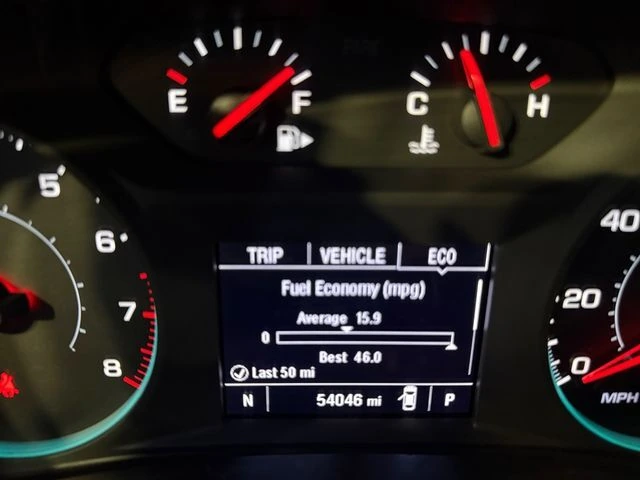 E F
C H
5
6
7
8
TRIP VEHICLE ECO
Fuel Economy (mpg)
Average 15.9
0
Best 46.0
Last 50 mi
N 54046 mi P
40
20
0
MPH